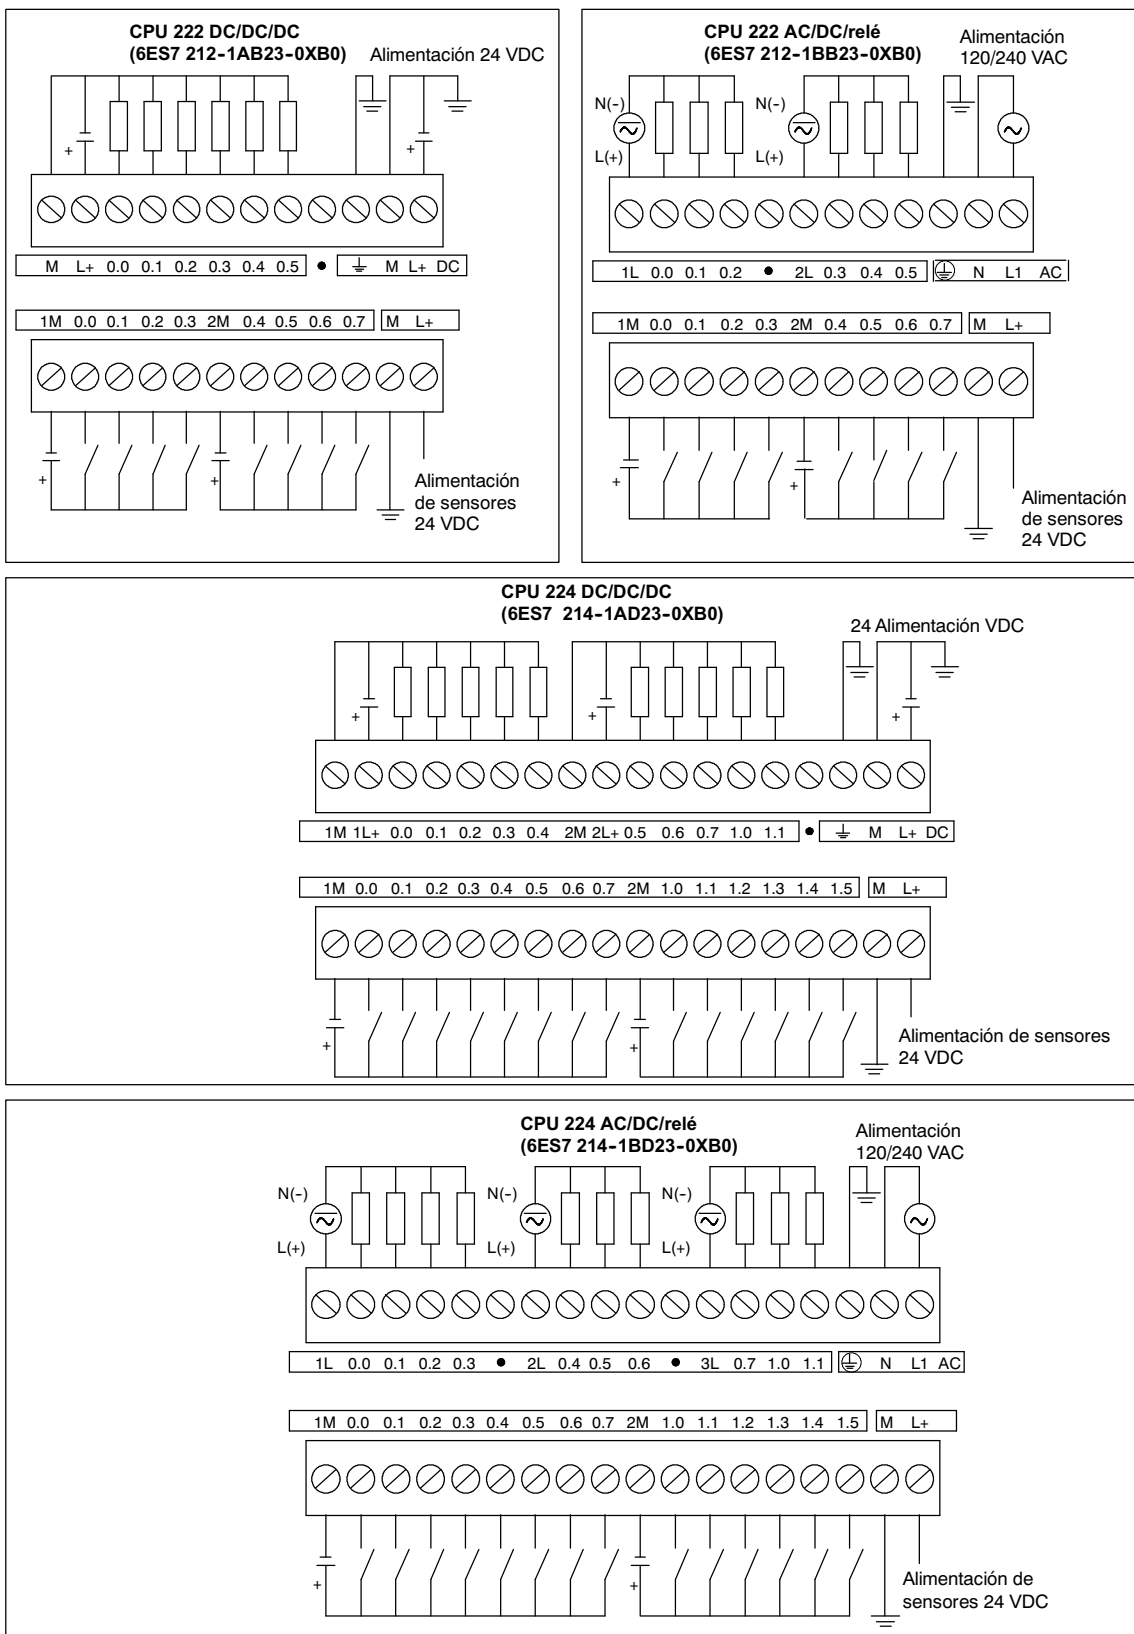 CPU 222 DC/DC/DC
(6ES7 212-1AB23-0XB0)
Alimentación 24 VDC
+
+
M L+ 0.0 0.1 0.2 0.3 0.4 0.5 • M L+ DC
1M 0.0 0.1 0.2 0.3 2M 0.4 0.5 0.6 0.7 M L+
+
+
Alimentación
de sensores
24 VDC
CPU 222 AC/DC/relé
(6ES7 212-1BB23-0XB0)
Alimentación
120/240 VAC
N(-) N(-)
L(+) L(+)
1L 0.0 0.1 0.2 • 2L 0.3 0.4 0.5 N L1 AC
1M 0.0 0.1 0.2 0.3 2M 0.4 0.5 0.6 0.7 M L+
+
+
Alimentación
de sensores
24 VDC
CPU 224 DC/DC/DC
(6ES7 214-1AD23-0XB0)
24 Alimentación VDC
+ + +
1M 1L+ 0.0 0.1 0.2 0.3 0.4 2M 2L+ 0.5 0.6 0.7 1.0 1.1 • M L+ DC
1M 0.0 0.1 0.2 0.3 0.4 0.5 0.6 0.7 2M 1.0 1.1 1.2 1.3 1.4 1.5 M L+
+ +
Alimentación de sensores
24 VDC
CPU 224 AC/DC/relé
(6ES7 214-1BD23-0XB0)
Alimentación
120/240 VAC
N(-) N(-) N(-)
L(+) L(+) L(+)
1L 0.0 0.1 0.2 0.3 • 2L 0.4 0.5 0.6 • 3L 0.7 1.0 1.1 N L1 AC
1M 0.0 0.1 0.2 0.3 0.4 0.5 0.6 0.7 2M 1.0 1.1 1.2 1.3 1.4 1.5 M L+
+ +
Alimentación de
sensores 24 VDC